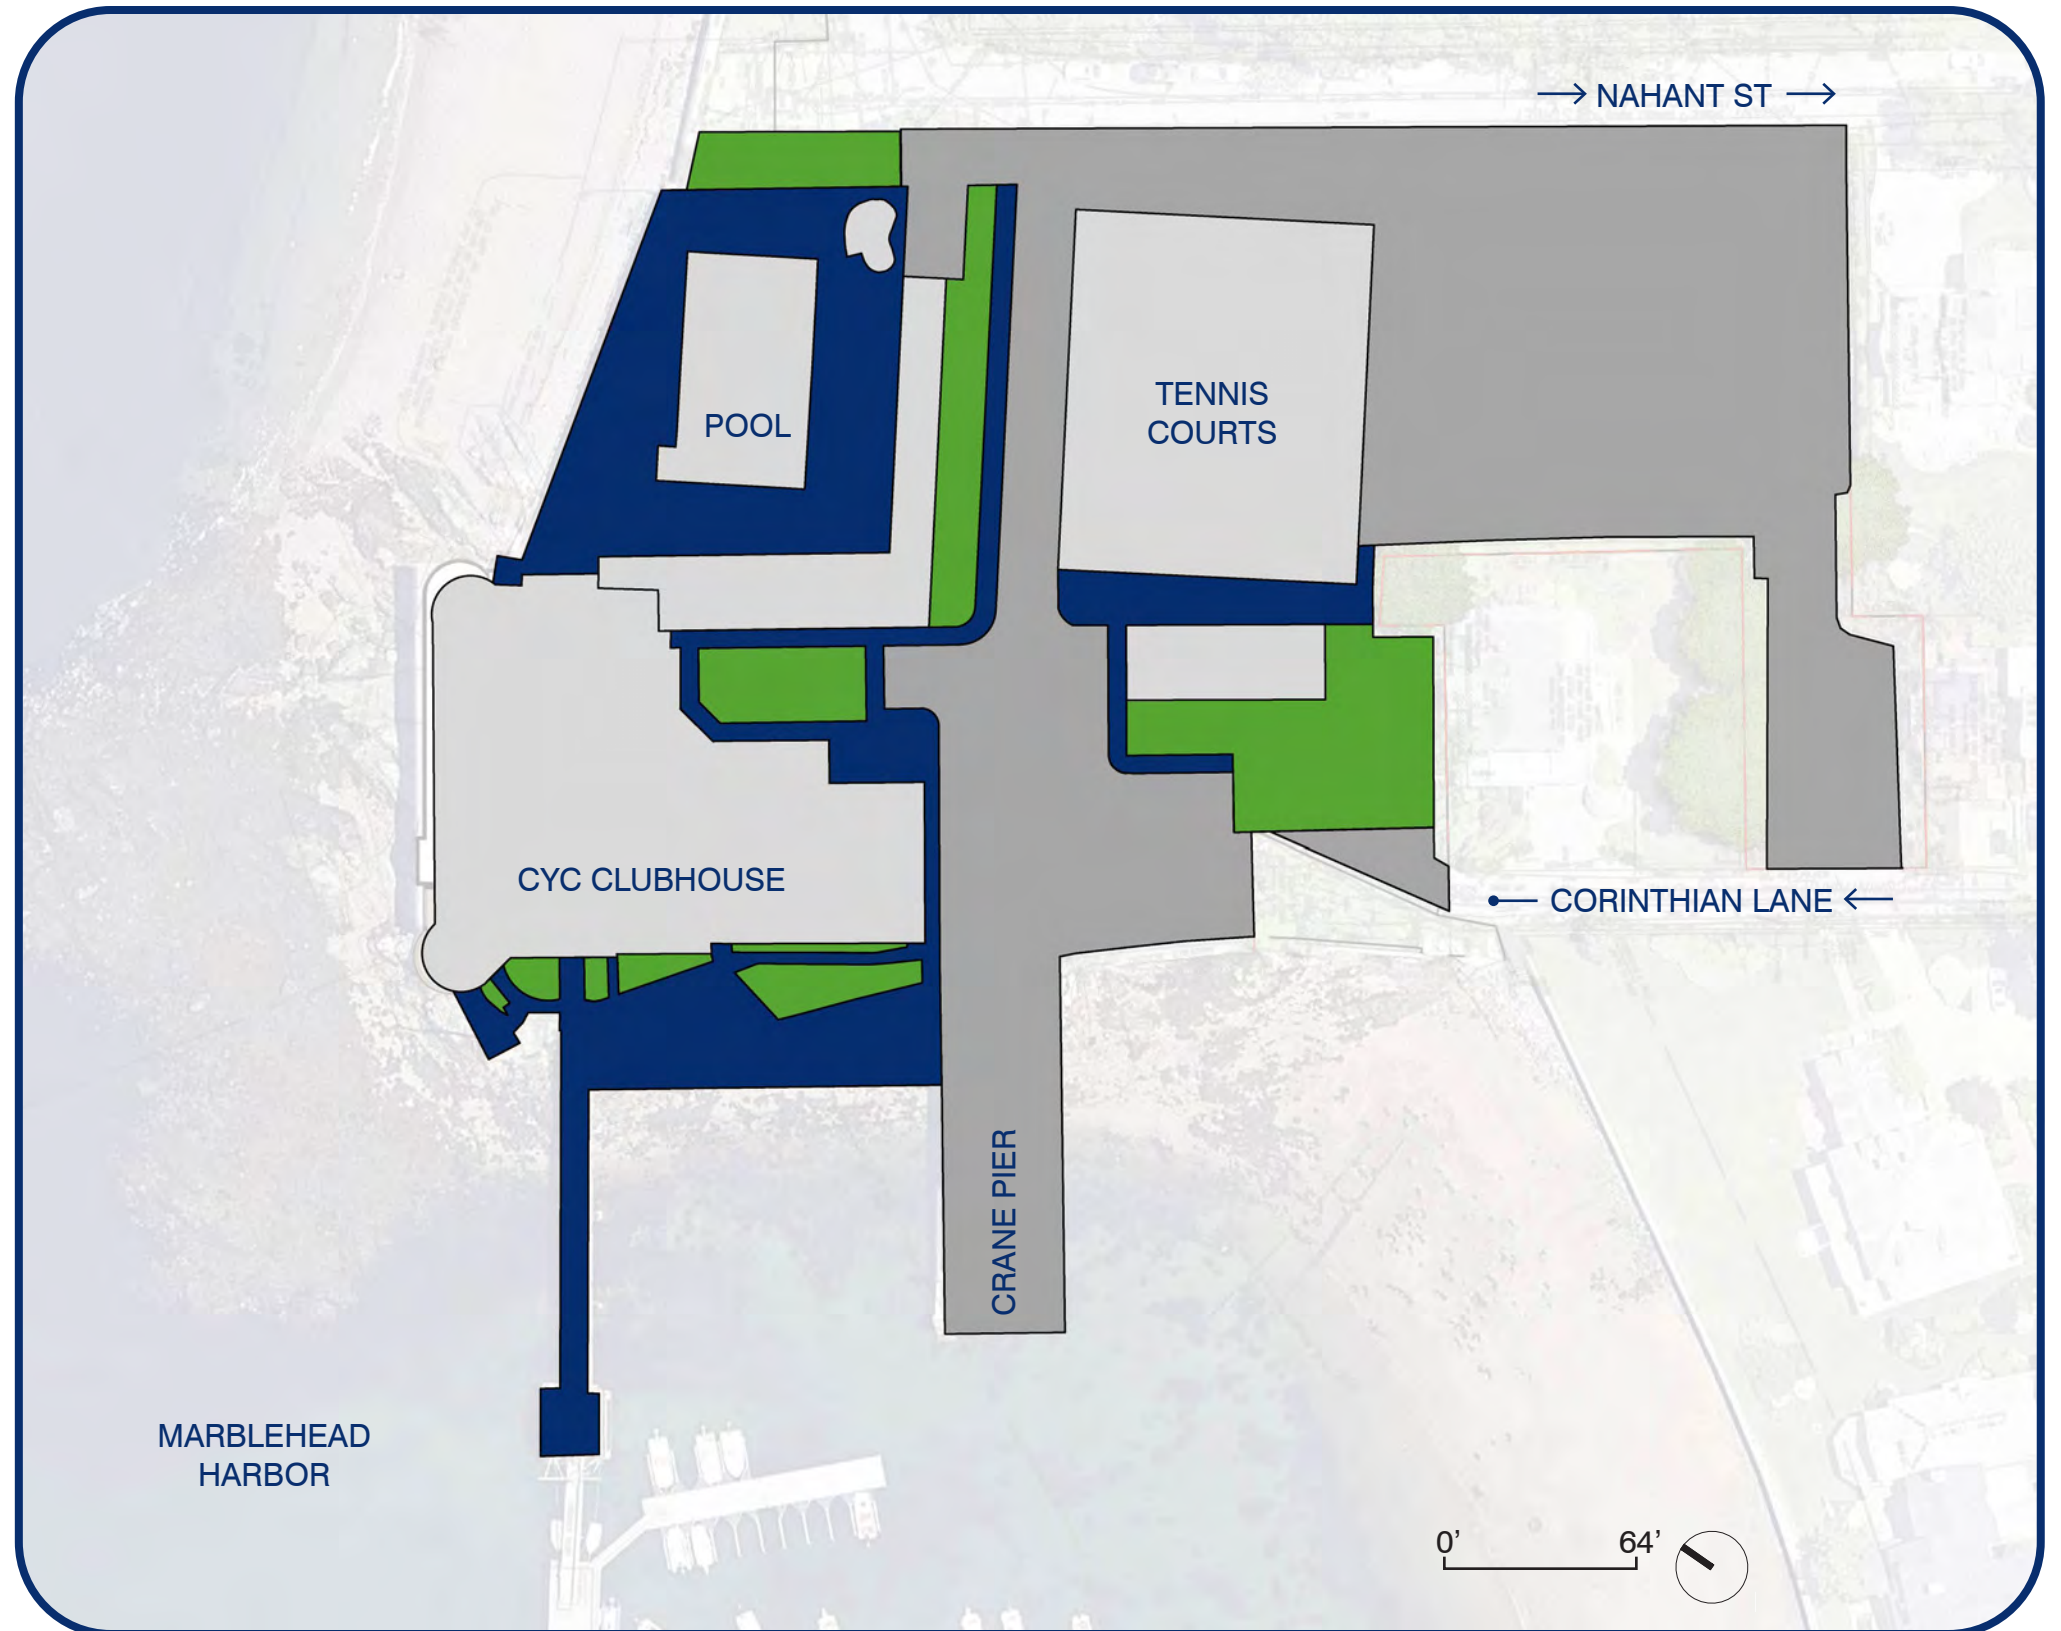 NAHANT ST
POOL
TENNIS
COURTS
CYC CLUBHOUSE
CORINTHIAN LANE
CRANE PIER
MARBLEHEAD
HARBOR
0’ 64’